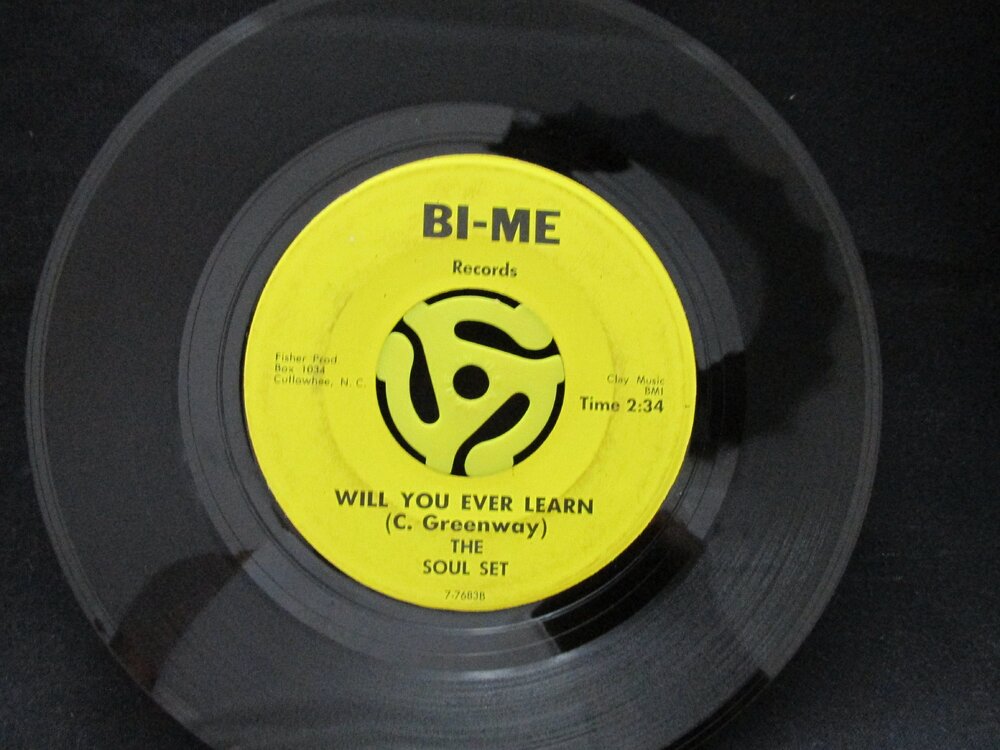 BI-ME
Records
Fisher Prod
Box 1034
Cullowhee, N. C.
Clay Music
BMI
Time 2:34
WILL YOU EVER LEARN
(C. Greenway)
THE
SOUL SET
7-7683B